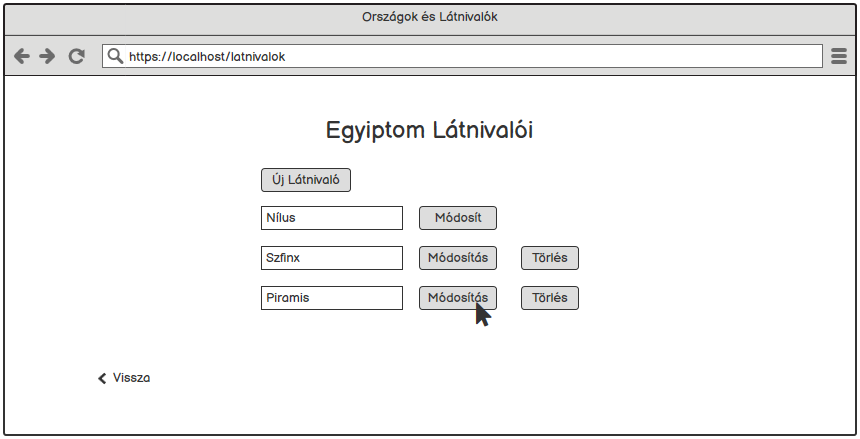 Országok és Látnivalók
https://localhost/latnivalok
Egyiptom Látnivalói
Új Látnivaló
Nílus Módosít
Szfinx Módosítás Törlés
Piramis Módosítás Törlés
Vissza